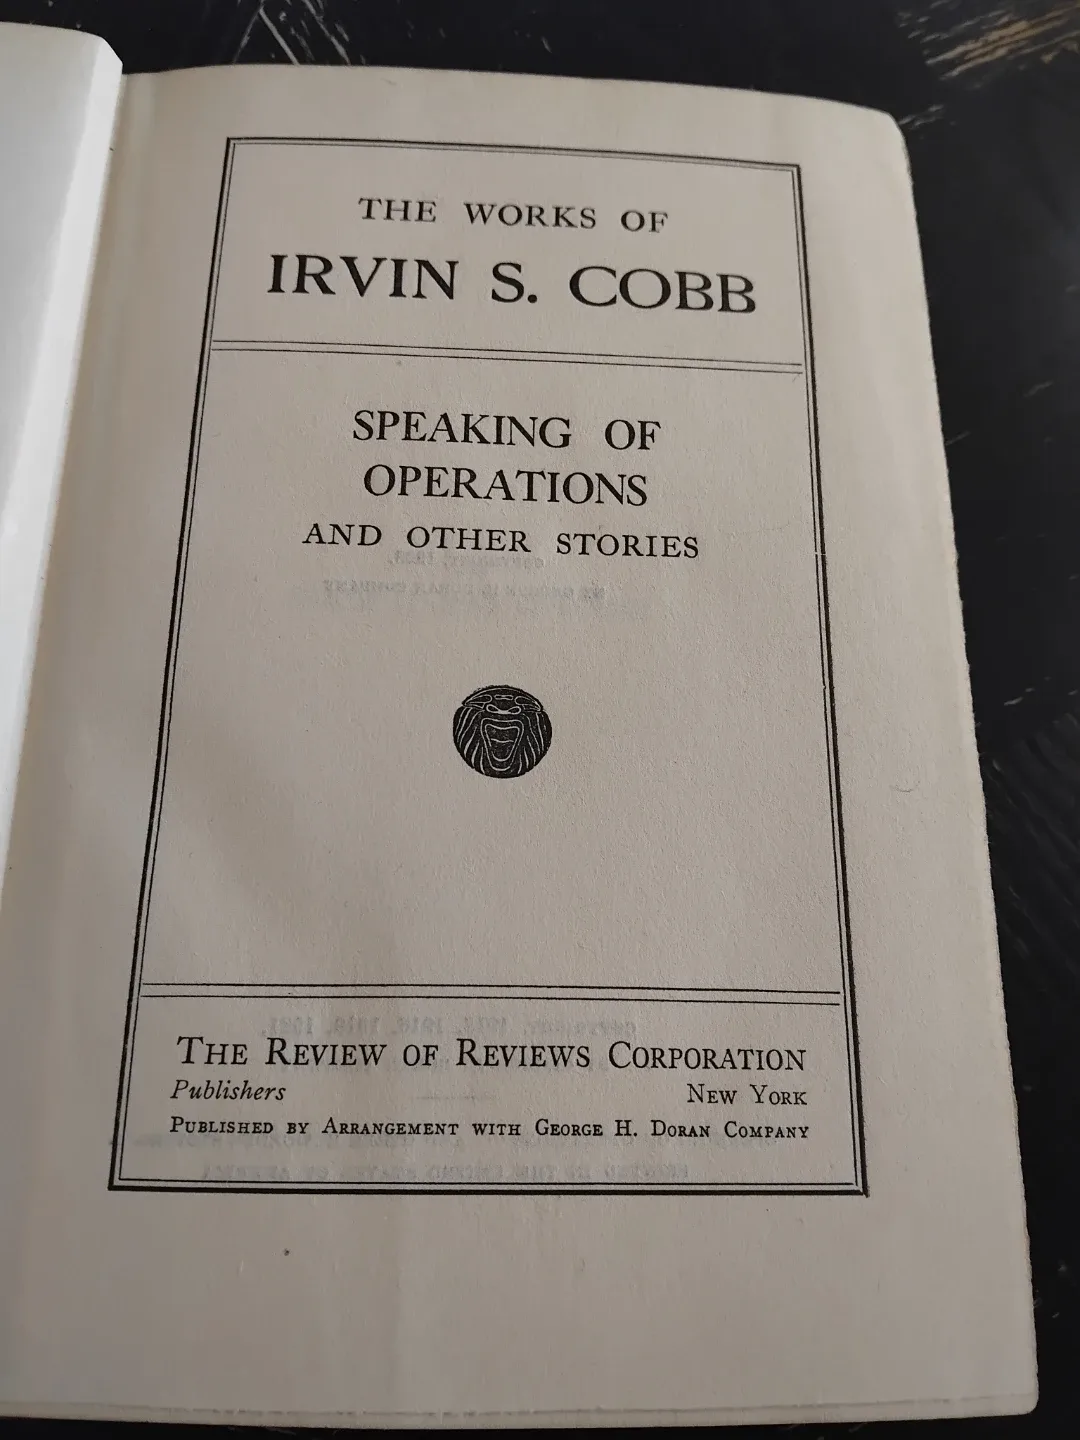 THE WORKS OF
IRVIN S. COBB
SPEAKING OF
OPERATIONS
AND OTHER STORIES
THE REVIEW OF REVIEWS CORPORATION
Publishers NEW YORK
PUBLISHED BY ARRANGEMENT WITH GEORGE H. DORAN COMPANY